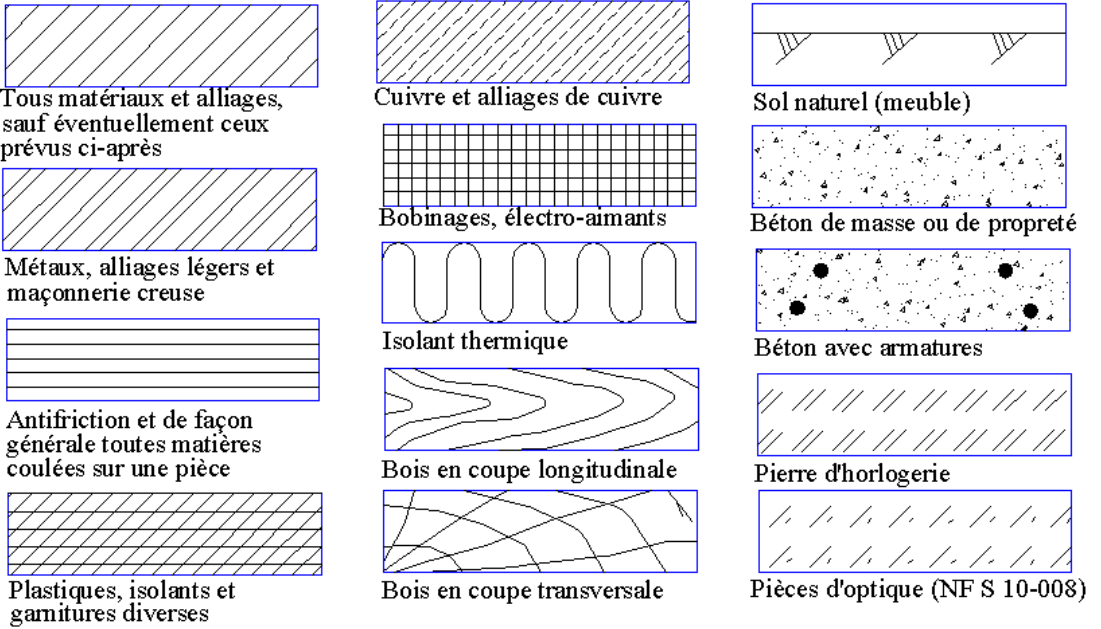 Tous matériaux et alliages,
sauf éventuellement ceux
prévus ci-après
Métaux, alliages légers et
maçonnerie creuse
Antifriction et de façon
générale toutes matières
coulées sur une pièce
Plastiques, isolants et
garnitures diverses
Cuivre et alliages de cuivre
Bobinages, électro-aimants
Isolant thermique
Bois en coupe longitudinale
Bois en coupe transversale
Sol naturel (meuble)
Béton de masse ou de propreté
Béton avec armatures
Pierre d'horlogerie
Pièces d'optique (NF S 10-008)